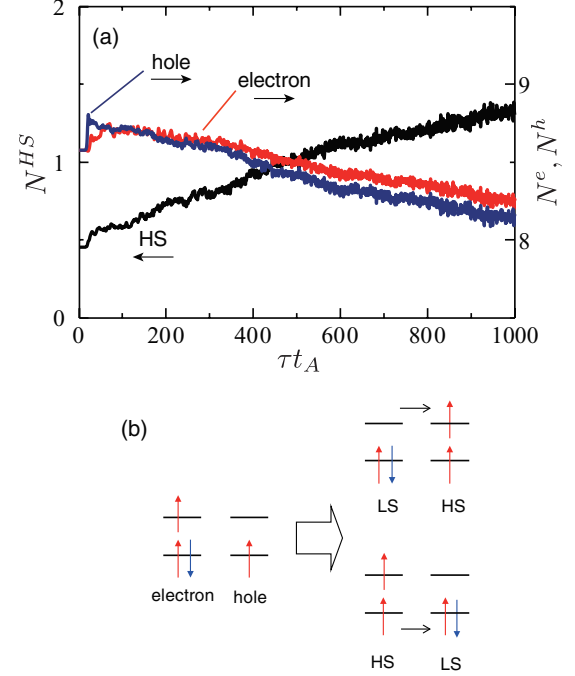 (a)
hole
electron
HS
2
1
0
9
8
N^{HS}
N^e, N^h
0 200 400 600 800 1000
τt_A
(b)
electron hole
LS HS
HS LS